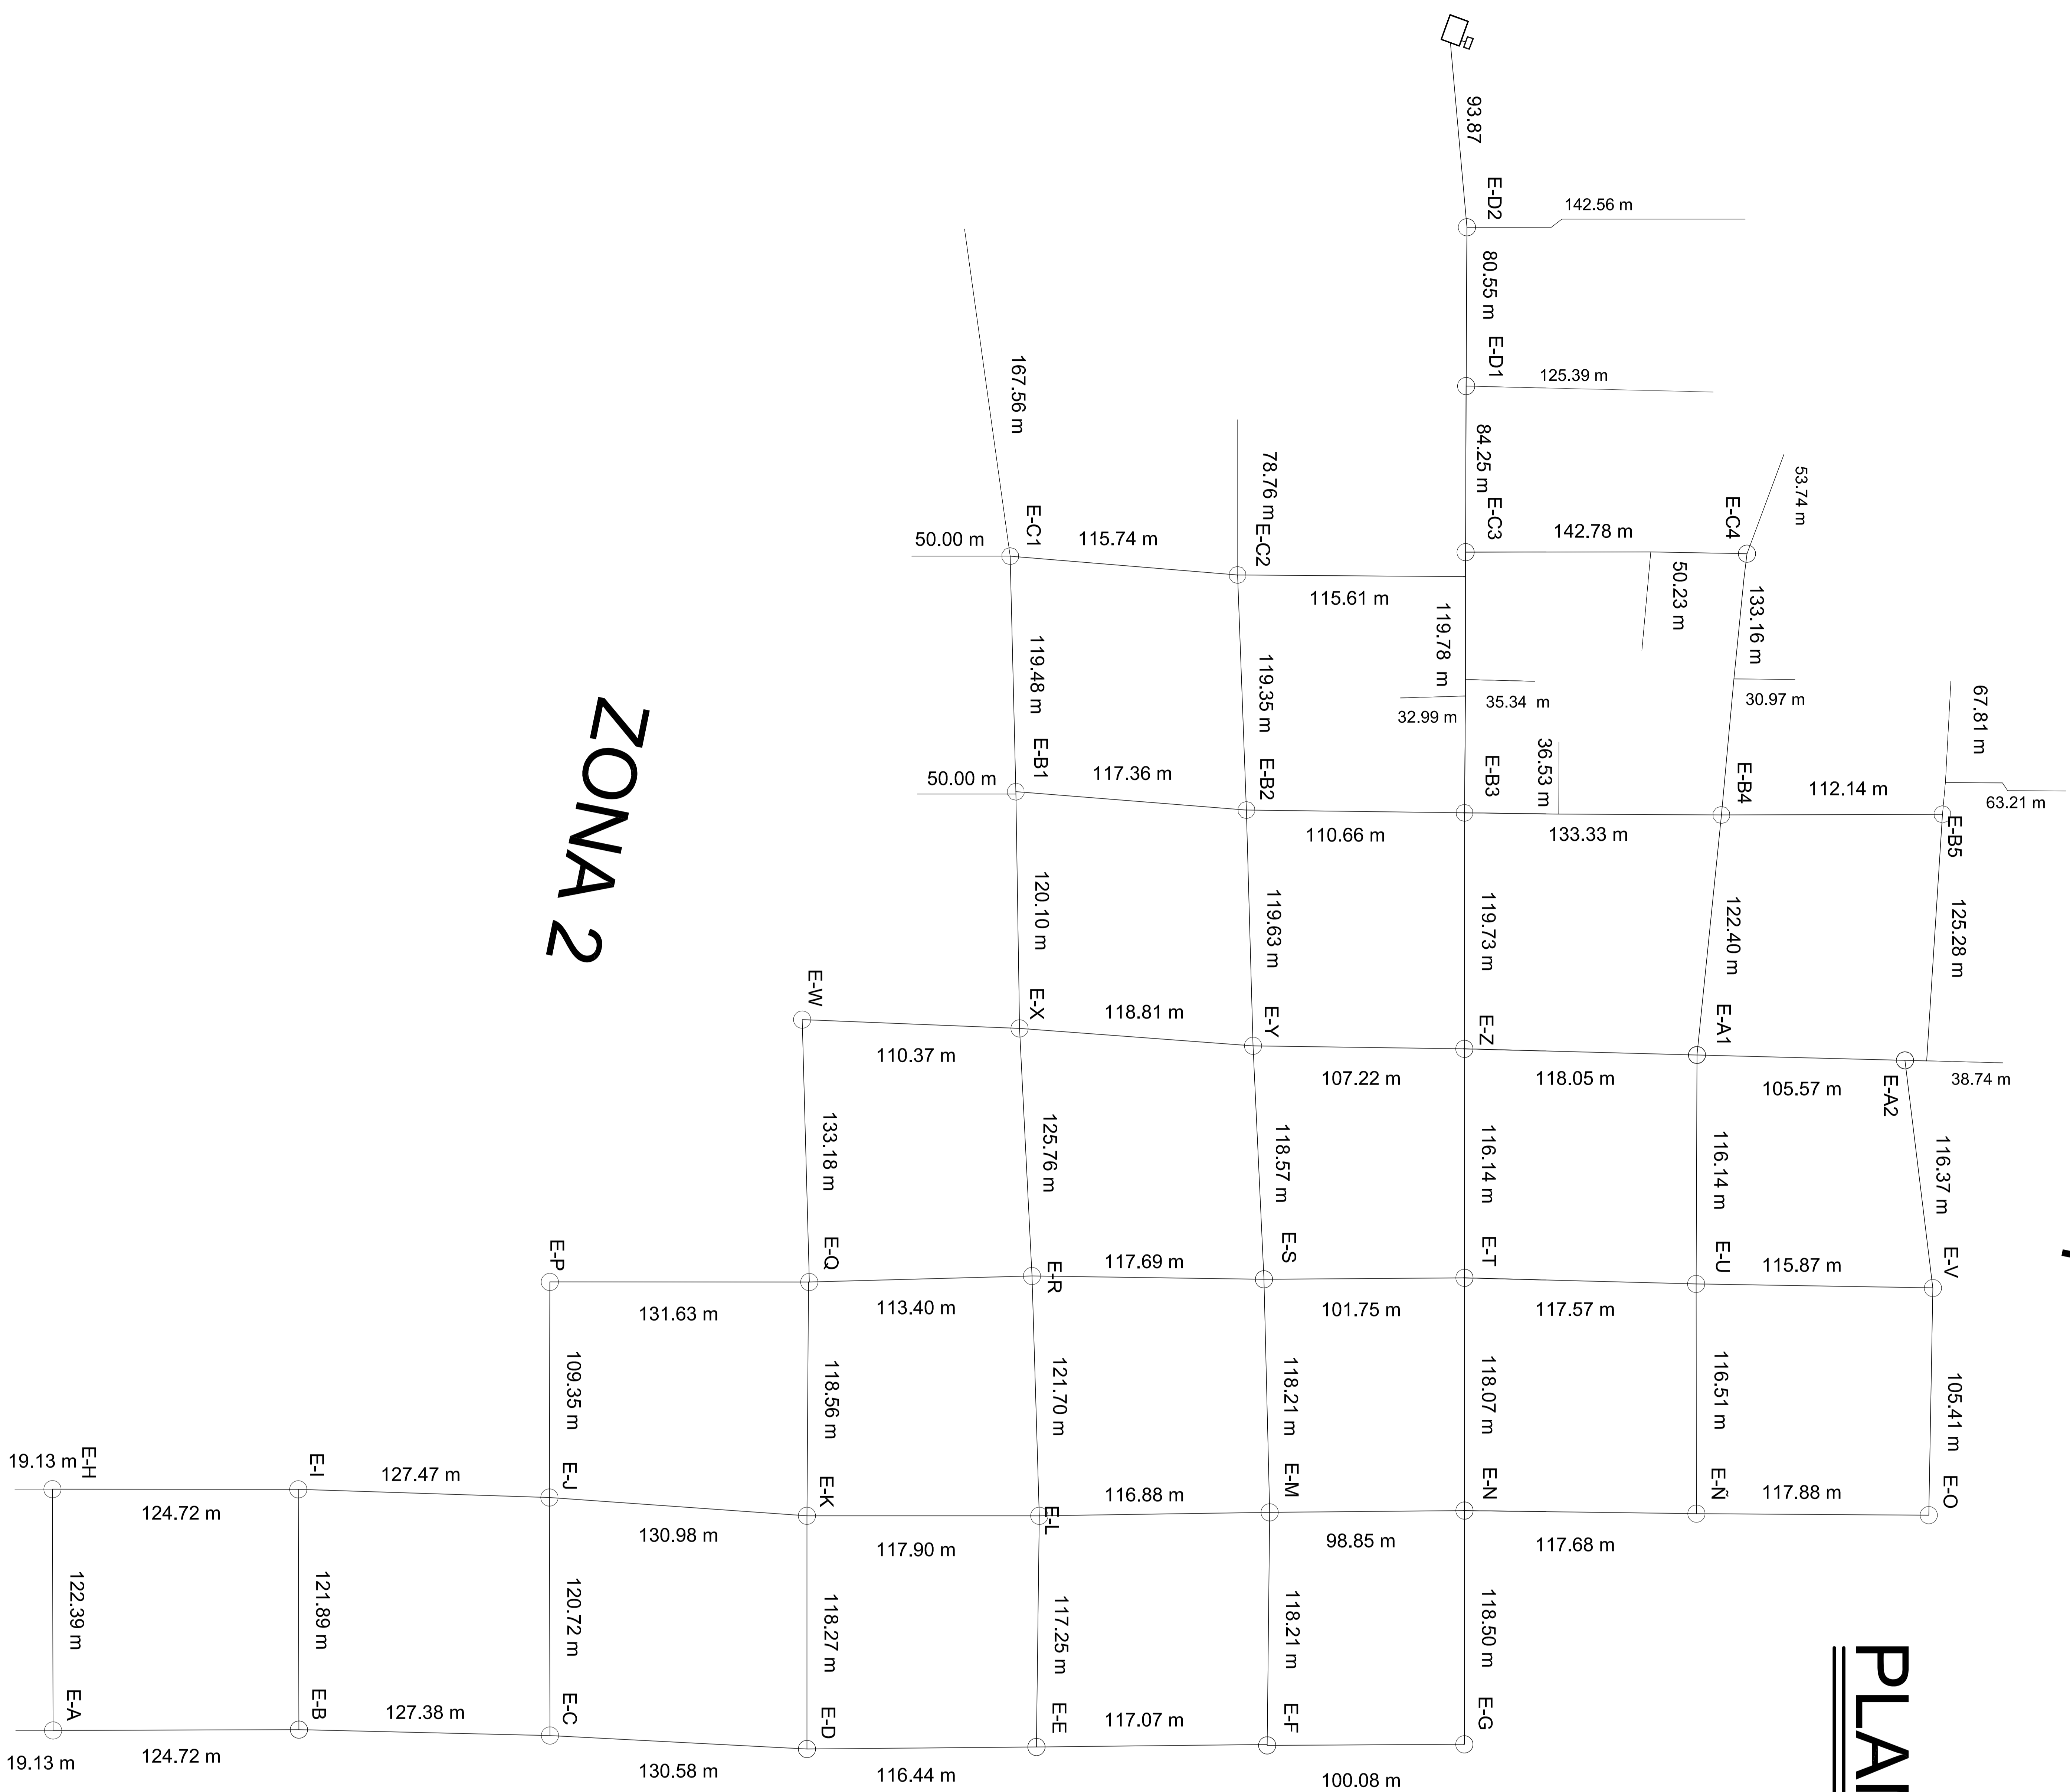 93.87
E-D2
142.56 m
80.55 m
E-D1
125.39 m
84.25 m
E-C3
142.78 m
E-C4
53.74 m
167.56 m
78.76 m
E-C1
50.00 m
115.74 m
E-C2
115.61 m
50.23 m
133.16 m
119.78 m
119.48 m
119.35 m
35.34 m
32.99 m
30.97 m
67.81 m
63.21 m
36.53 m
E-B1
50.00 m
117.36 m
E-B2
110.66 m
E-B3
133.33 m
E-B4
112.14 m
E-B5
ZONA 2
120.10 m
119.63 m
119.73 m
122.40 m
125.28 m
E-W
110.37 m
E-X
118.81 m
E-Y
107.22 m
E-Z
118.05 m
E-A1
105.57 m
E-A2
38.74 m
133.18 m
125.76 m
118.57 m
116.14 m
116.14 m
116.37 m
E-P
131.63 m
E-Q
113.40 m
E-R
117.69 m
E-S
101.75 m
E-T
117.57 m
E-U
115.87 m
E-V
109.35 m
118.56 m
121.70 m
118.21 m
118.07 m
116.51 m
105.41 m
19.13 m
E-H
124.72 m
E-I
127.47 m
E-J
130.98 m
E-K
117.90 m
E-L
116.88 m
E-M
98.85 m
E-N
117.68 m
E-Ñ
117.88 m
E-O
122.39 m
121.89 m
120.72 m
118.27 m
117.25 m
118.21 m
118.50 m
19.13 m
E-A
124.72 m
E-B
127.38 m
E-C
130.58 m
E-D
116.44 m
E-E
117.07 m
E-F
100.08 m
E-G